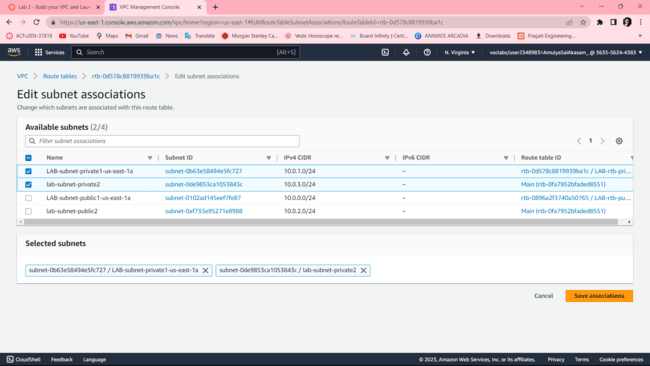 Lab 2 - Build your VPC and Laun
VPC Management Console
https://us-east-1.console.aws.amazon.com/vpc/home?region=us-east-1#EditRouteTableSubnetAssociations:RouteTableId=rtb-0d578c8819939ba1c
ACFrOZEN-37818
YouTube
Maps
Gmail
News
Translate
Morgan Stanley Ca...
Vedic Horoscope re...
Board Infinity | Carri...
ANIMATE ARCADIA
Downloads
Pragati Engineering...
aws
Services
Search
[Alt+S]
N. Virginia
voclabs/user2348983=AmulyaSaiAkasam_ @ 3635-5624-4383
VPC
Route tables
rtb-0d578c8819939ba1c
Edit subnet associations
Edit subnet associations
Change which subnets are associated with this route table.
Available subnets (2/4)
Filter subnet associations
1
Name Subnet ID IPv4 CIDR IPv6 CIDR Route table ID
LAB-subnet-private1-us-east-1a subnet-0b63e58494e5fc727 10.0.1.0/24 – rtb-0d578c8819939ba1c / LAB-rtb-pri...
lab-subnet-private2 subnet-0de9853ca1053843c 10.0.3.0/24 – Main (rtb-0fa7952bfaded8551)
LAB-subnet-public1-us-east-1a subnet-0102ad145eef7fe87 10.0.0.0/24 – rtb-0896a2f3740a50765 / LAB-rtb-pu...
lab-subnet-public2 subnet-0af733e95271e8988 10.0.2.0/24 – Main (rtb-0fa7952bfaded8551)
Selected subnets
subnet-0b63e58494e5fc727 / LAB-subnet-private1-us-east-1a
subnet-0de9853ca1053843c / lab-subnet-private2
Cancel
Save associations
CloudShell
Feedback
Language
© 2023, Amazon Web Services, Inc. or its affiliates.
Privacy
Terms
Cookie preferences